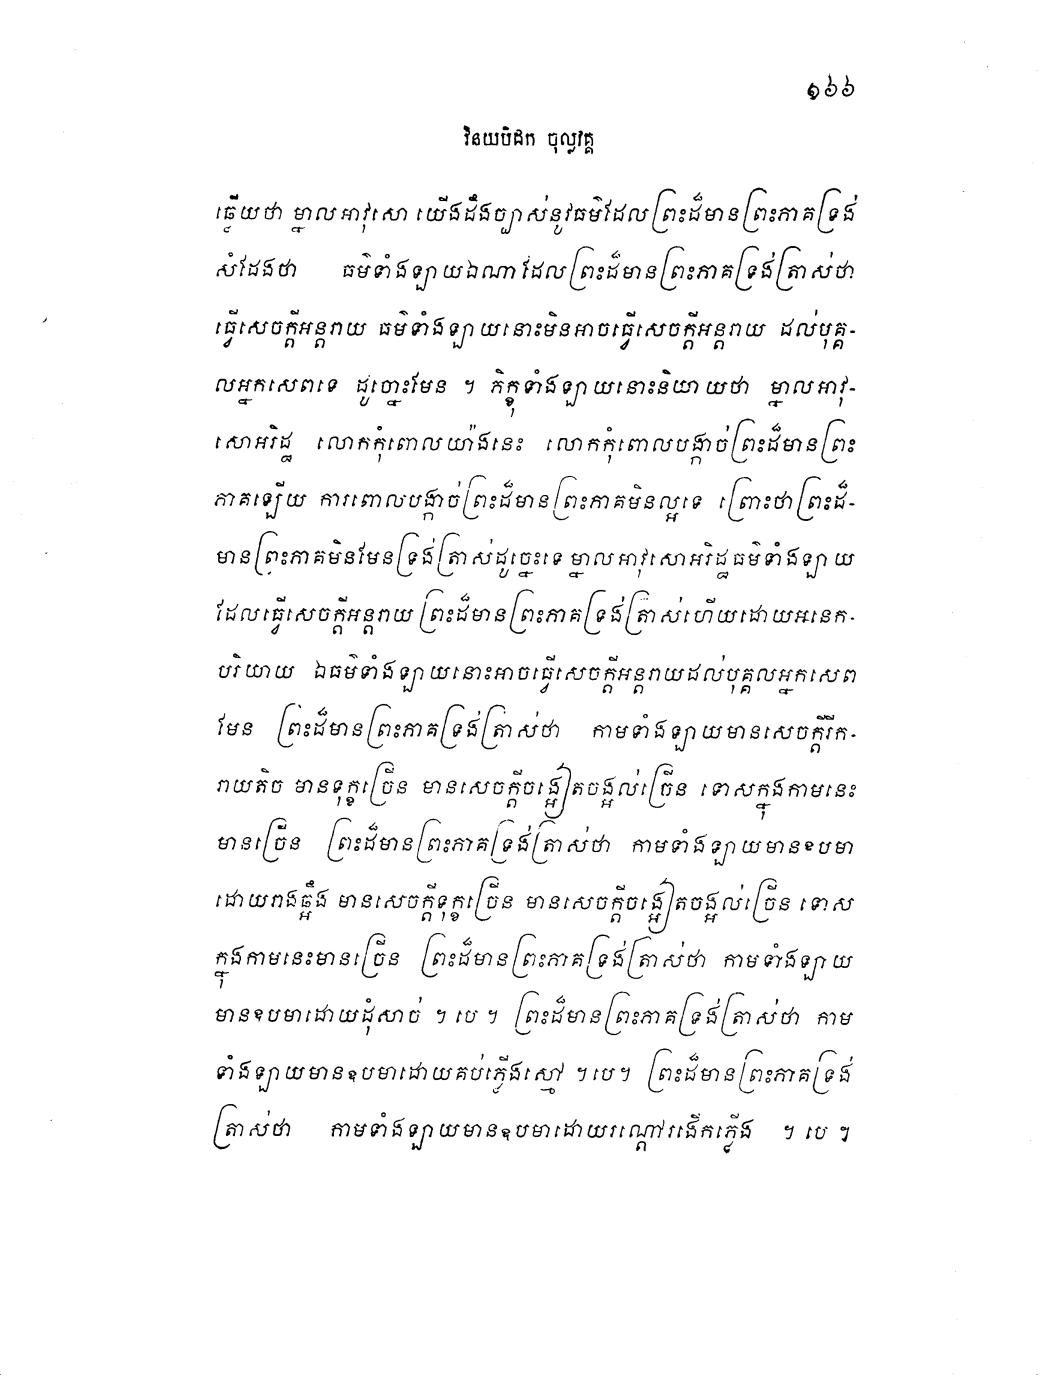 ១៦៦
វិនយបិដក ចុល្លវគ្គ
ឆ្លើយថា ម្នាលអាវុសោ យើងដឹងច្បាស់នូវធម៌ដែលព្រះដ៏មានព្រះភាគទ្រង់
សំដែងថា ធម៌ទាំងឡាយឯណាដែលព្រះដ៏មានព្រះភាគទ្រង់ត្រាស់ថា
ធ្វើសេចក្តីអន្តរាយ ធម៌ទាំងឡាយនោះមិនអាចធ្វើសេចក្តីអន្តរាយ ដល់បុគ្គ-
លអ្នកសេពទេ ដូច្នោះមែន ។ ភិក្ខុទាំងឡាយនោះនិយាយថា ម្នាលអាវុ-
សោអរិដ្ឋ លោកកុំពោលយ៉ាងនេះ លោកកុំពោលបង្កាច់ព្រះដ៏មានព្រះ
ភាគឡើយ ការពោលបង្កាច់ព្រះដ៏មានព្រះភាគមិនល្អទេ ព្រោះថាព្រះដ៏-
មានព្រះភាគមិនមែនទ្រង់ត្រាស់ដូច្នេះទេ ម្នាលអាវុសោអរិដ្ឋធម៌ទាំងឡាយ
ដែលធ្វើសេចក្តីអន្តរាយ ព្រះដ៏មានព្រះភាគទ្រង់ត្រាស់ហើយដោយអនេក-
បរិយាយ ឯធម៌ទាំងឡាយនោះអាចធ្វើសេចក្តីអន្តរាយដល់បុគ្គលអ្នកសេព
មែន ព្រះដ៏មានព្រះភាគទ្រង់ត្រាស់ថា កាមទាំងឡាយមានសេចក្តីរីក-
រាយតិច មានទុក្ខច្រើន មានសេចក្តីចង្អៀតចង្អល់ច្រើន ទោសក្នុងកាមនេះ
មានច្រើន ព្រះដ៏មានព្រះភាគទ្រង់ត្រាស់ថា កាមទាំងឡាយមានឧបមា
ដោយរាងឆ្អឹង មានសេចក្តីទុក្ខច្រើន មានសេចក្តីចង្អៀតចង្អល់ច្រើន ទោស
ក្នុងកាមនេះមានច្រើន ព្រះដ៏មានព្រះភាគទ្រង់ត្រាស់ថា កាមទាំងឡាយ
មានឧបមាដោយដុំសាច់ ។ បេ ។ ព្រះដ៏មានព្រះភាគទ្រង់ត្រាស់ថា កាម
ទាំងឡាយមានឧបមាដោយគប់ភ្លើងស្មៅ ។ បេ។ ព្រះដ៏មានព្រះភាគទ្រង់
ត្រាស់ថា កាមទាំងឡាយមានឧបមាដោយរណ្តៅរងើកភ្លើង ។ បេ ។